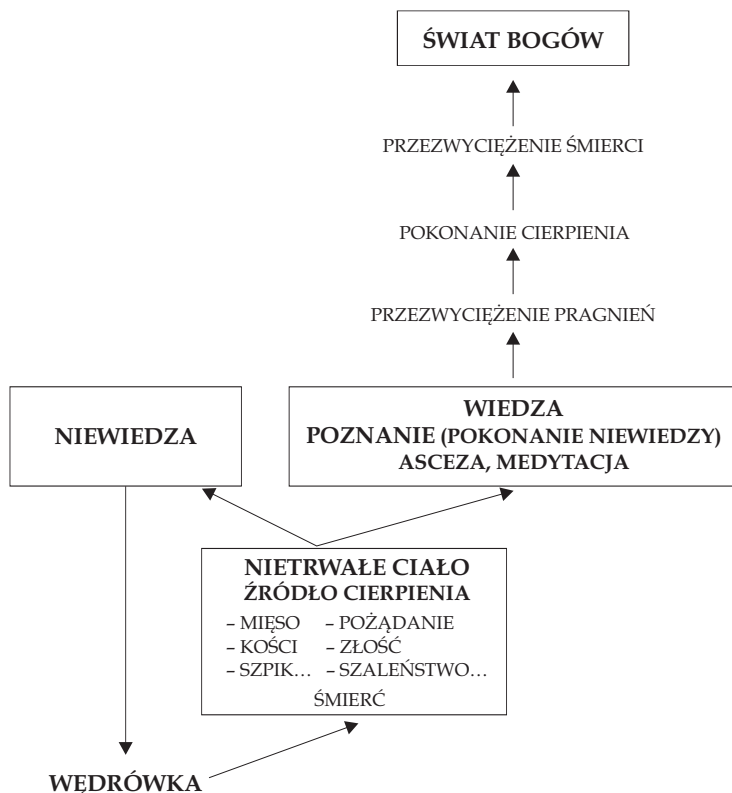 ŚWIAT BOGÓW
PRZEZWYCIĘŻENIE ŚMIERCI
POKONANIE CIERPIENIA
PRZEZWYCIĘŻENIE PRAGNIEŃ
NIEWIEDZA
WIEDZA
POZNANIE (POKONANIE NIEWIEDZY)
ASCEZA, MEDYTACJA
NIETRWAŁE CIAŁO
ŹRÓDŁO CIERPIENIA
– MIĘSO – POŻĄDANIE
– KOŚCI – ZŁOŚĆ
– SZPIK… – SZALEŃSTWO…
ŚMIERĆ
WĘDRÓWKA